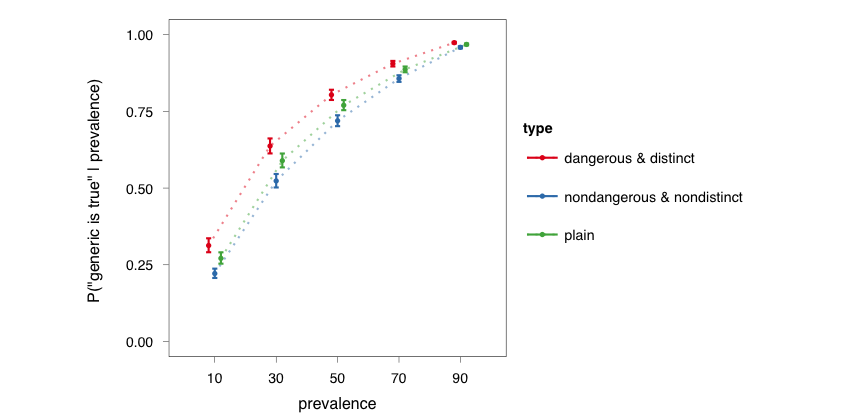 P("generic is true" | prevalence)
1.00
0.75
0.50
0.25
0.00
10 30 50 70 90
prevalence
type
dangerous & distinct
nondangerous & nondistinct
plain